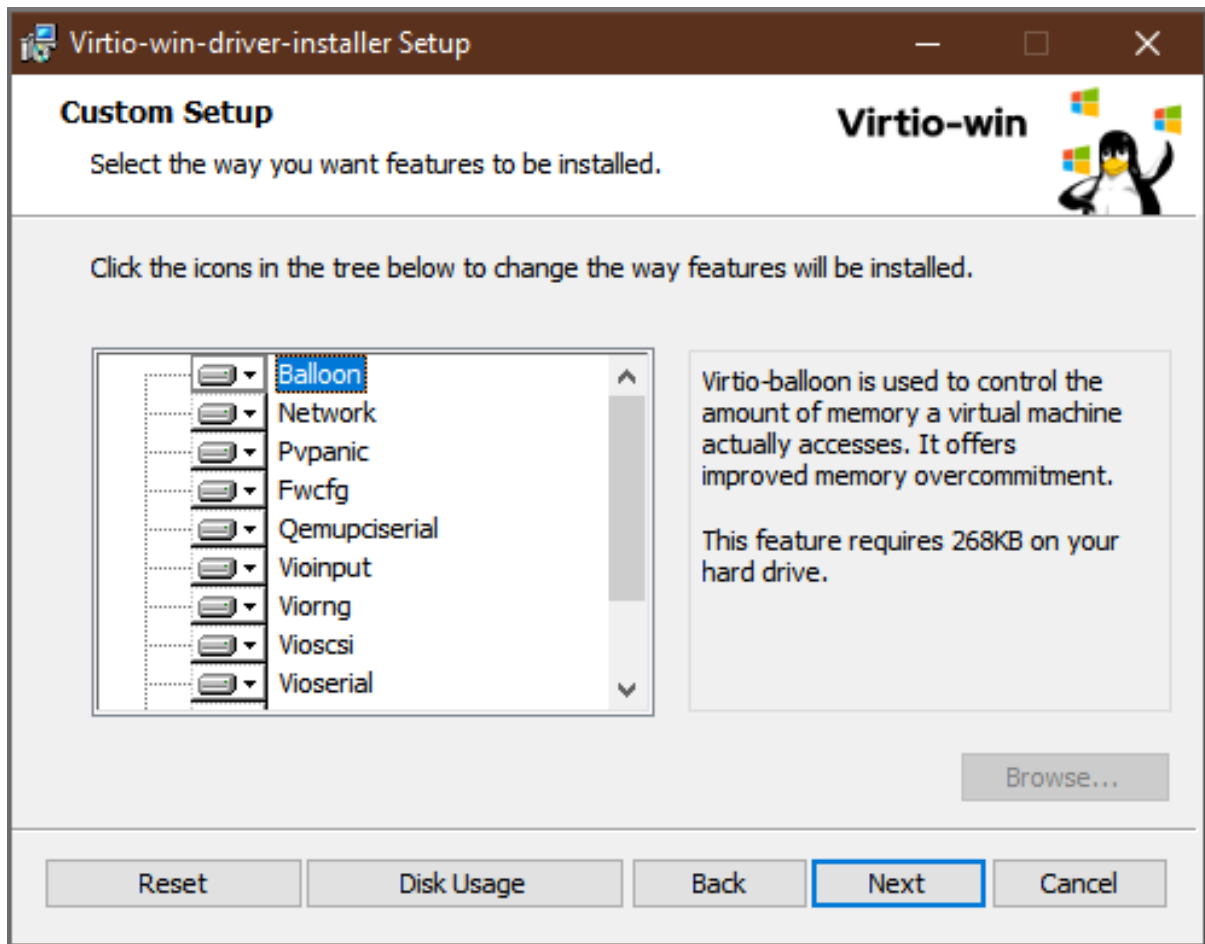 Virtio-win-driver-installer Setup
Custom Setup
Virtio-win
Select the way you want features to be installed.
Click the icons in the tree below to change the way features will be installed.
Balloon
Network
Pvpanic
Fwcfg
Qemupciserial
Vioinput
Viorng
Vioscsi
Vioserial
Virtio-balloon is used to control the
amount of memory a virtual machine
actually accesses. It offers
improved memory overcommitment.
This feature requires 268KB on your
hard drive.
Browse...
Reset
Disk Usage
Back
Next
Cancel